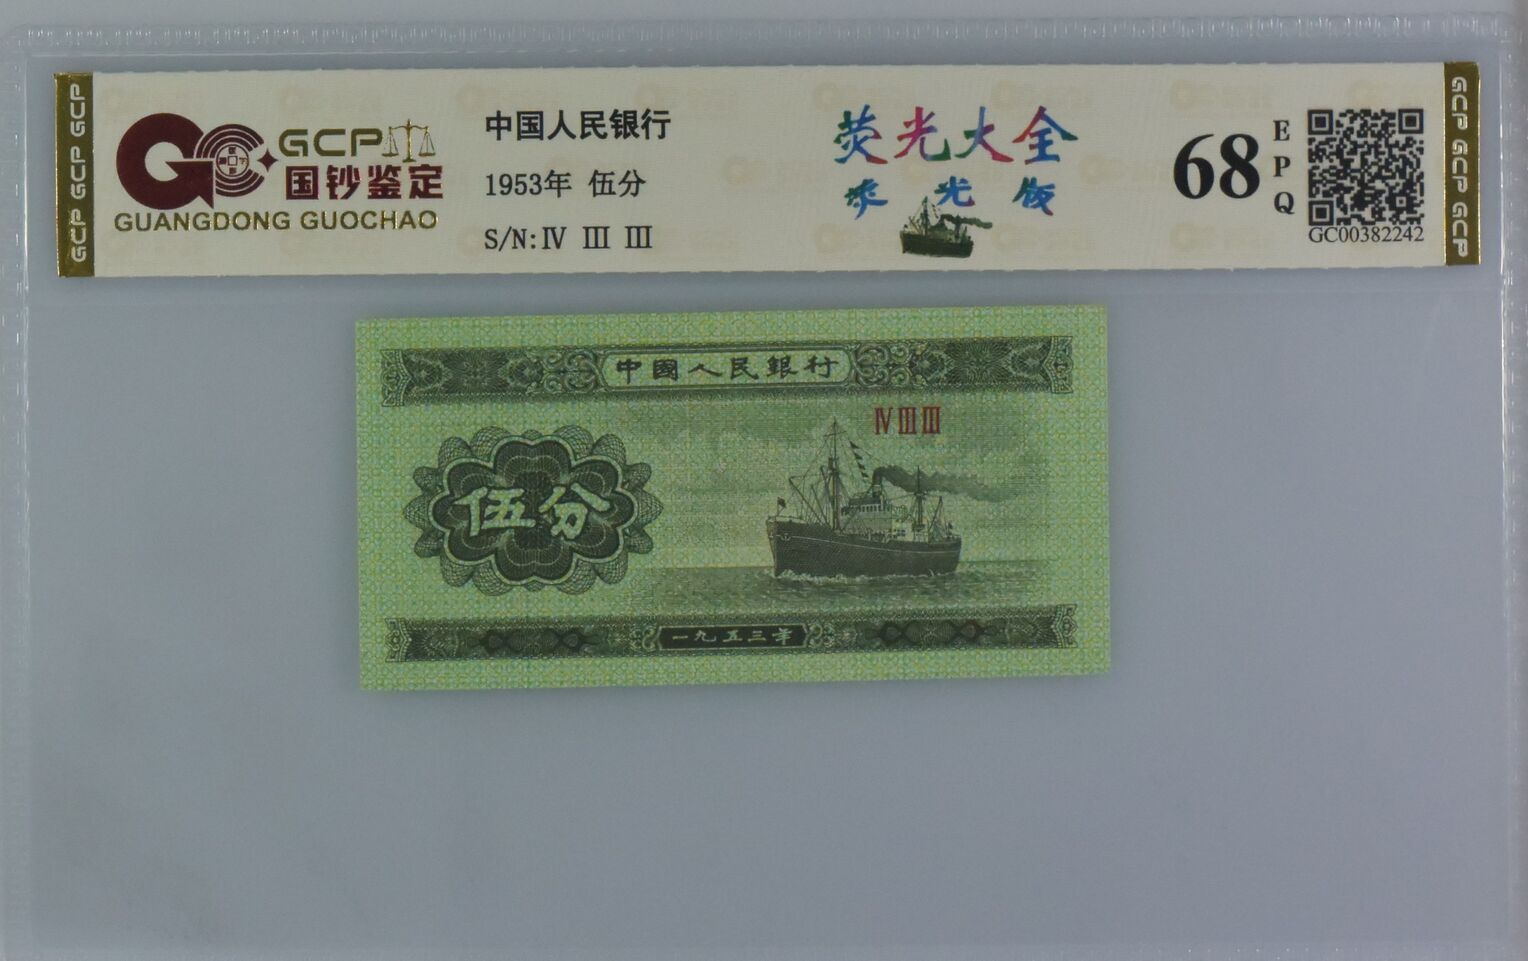 GCP GCP GCP
GCP
国钞鉴定
GUANGDONG GUOCHAO
中国人民银行
1953年 伍分
S/N: Ⅳ Ⅲ Ⅲ
荧光大全
荧光版
68
EPQ
GC00382242
GCP GCP GCP
中國人民銀行
ⅣⅢⅢ
伍分
一九五三年